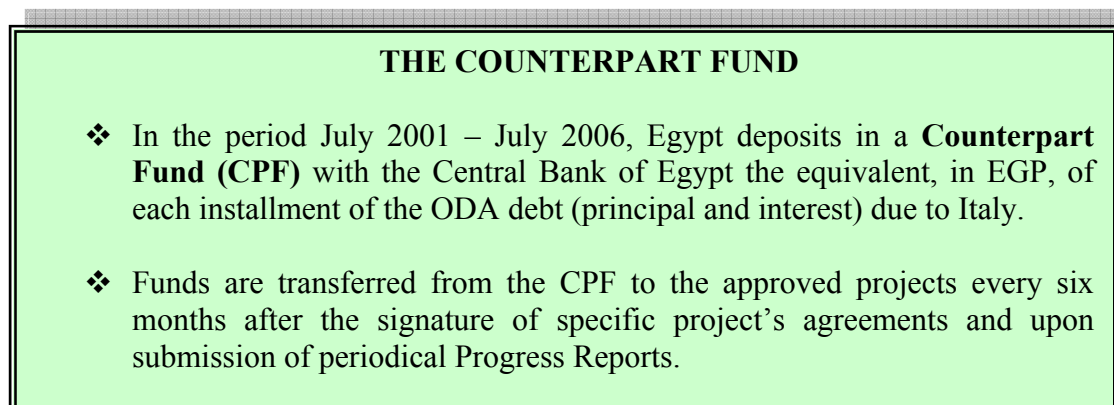 THE COUNTERPART FUND
❖ In the period July 2001 – July 2006, Egypt deposits in a Counterpart
Fund (CPF) with the Central Bank of Egypt the equivalent, in EGP, of
each installment of the ODA debt (principal and interest) due to Italy.
❖ Funds are transferred from the CPF to the approved projects every six
months after the signature of specific project’s agreements and upon
submission of periodical Progress Reports.